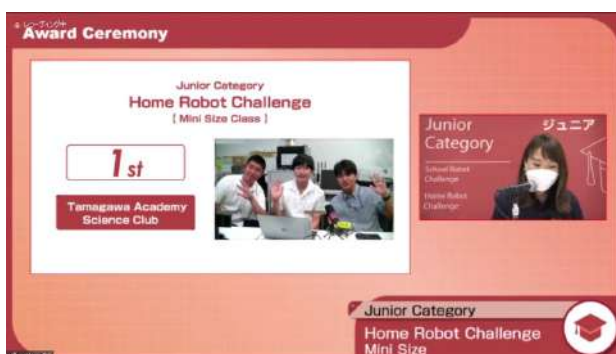 Award Ceremony
Junior Category
Home Robot Challenge
[ Mini Size Class ]
1st
Tamagawa Academy
Science Club
Junior
Category
ジュニア
School Robot
Challenge
Home Robot
Challenge
Junior Category
Home Robot Challenge
Mini Size